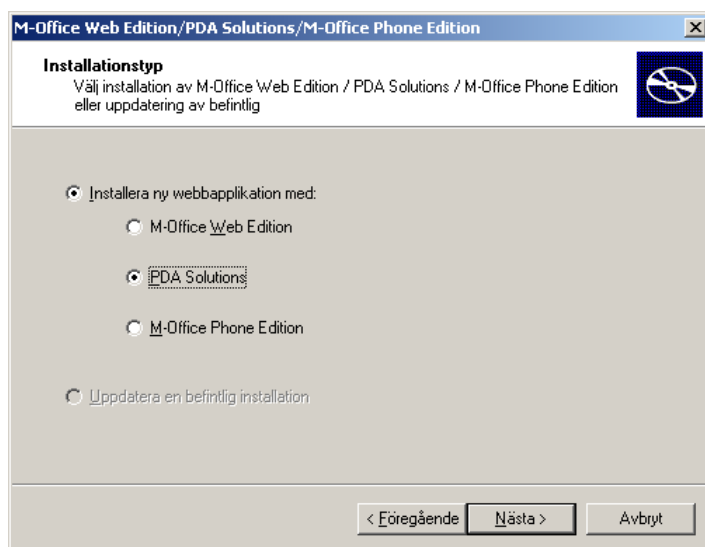 M-Office Web Edition/PDA Solutions/M-Office Phone Edition
Installationstyp
Välj installation av M-Office Web Edition / PDA Solutions / M-Office Phone Edition
eller uppdatering av befintlig
Installera ny webbapplikation med:
M-Office Web Edition
PDA Solutions
M-Office Phone Edition
Uppdatera en befintlig installation
< Föregående Nästa > Avbryt